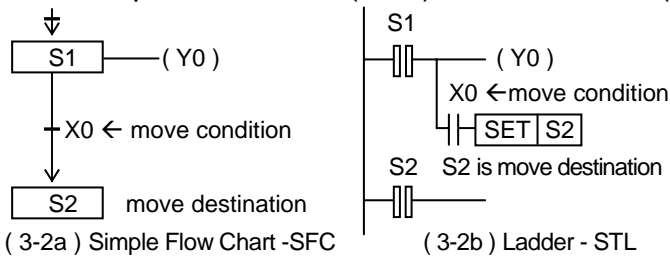 S1
( Y0 )
X0 ← move condition
S2 move destination
( 3-2a ) Simple Flow Chart -SFC
S1
( Y0 )
X0 ←move condition
SET S2
S2 S2 is move destination
( 3-2b ) Ladder - STL